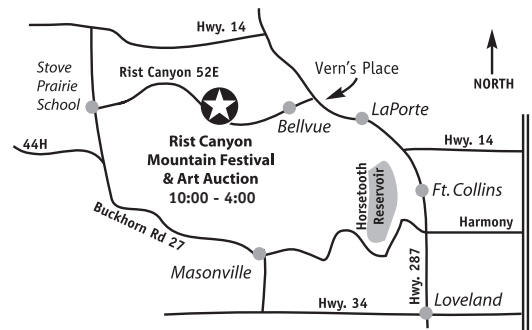 Hwy. 14
Stove
Prairie
School
Rist Canyon 52E
Vern's Place
NORTH
LaPorte
Bellvue
Hwy. 14
44H
Rist Canyon
Mountain Festival
& Art Auction
10:00 - 4:00
Horsetooth
Reservoir
Ft. Collins
Buckhorn Rd 27
Harmony
Masonville
Hwy. 287
Hwy. 34
Loveland